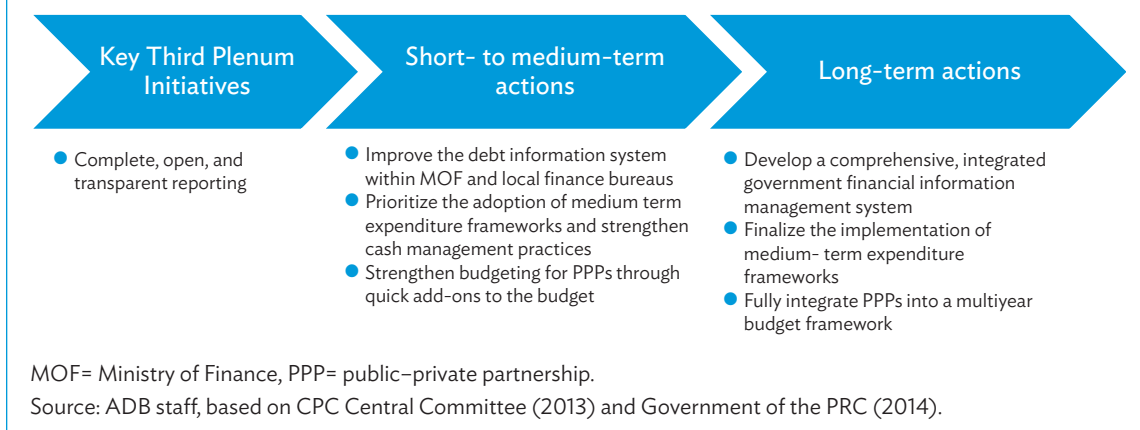 Key Third Plenum
Initiatives
Short- to medium-term
actions
Long-term actions
Complete, open, and
transparent reporting
Improve the debt information system
within MOF and local finance bureaus
Prioritize the adoption of medium term
expenditure frameworks and strengthen
cash management practices
Strengthen budgeting for PPPs through
quick add-ons to the budget
Develop a comprehensive, integrated
government financial information
management system
Finalize the implementation of
medium- term expenditure
frameworks
Fully integrate PPPs into a multiyear
budget framework
MOF= Ministry of Finance, PPP= public–private partnership.
Source: ADB staff, based on CPC Central Committee (2013) and Government of the PRC (2014).